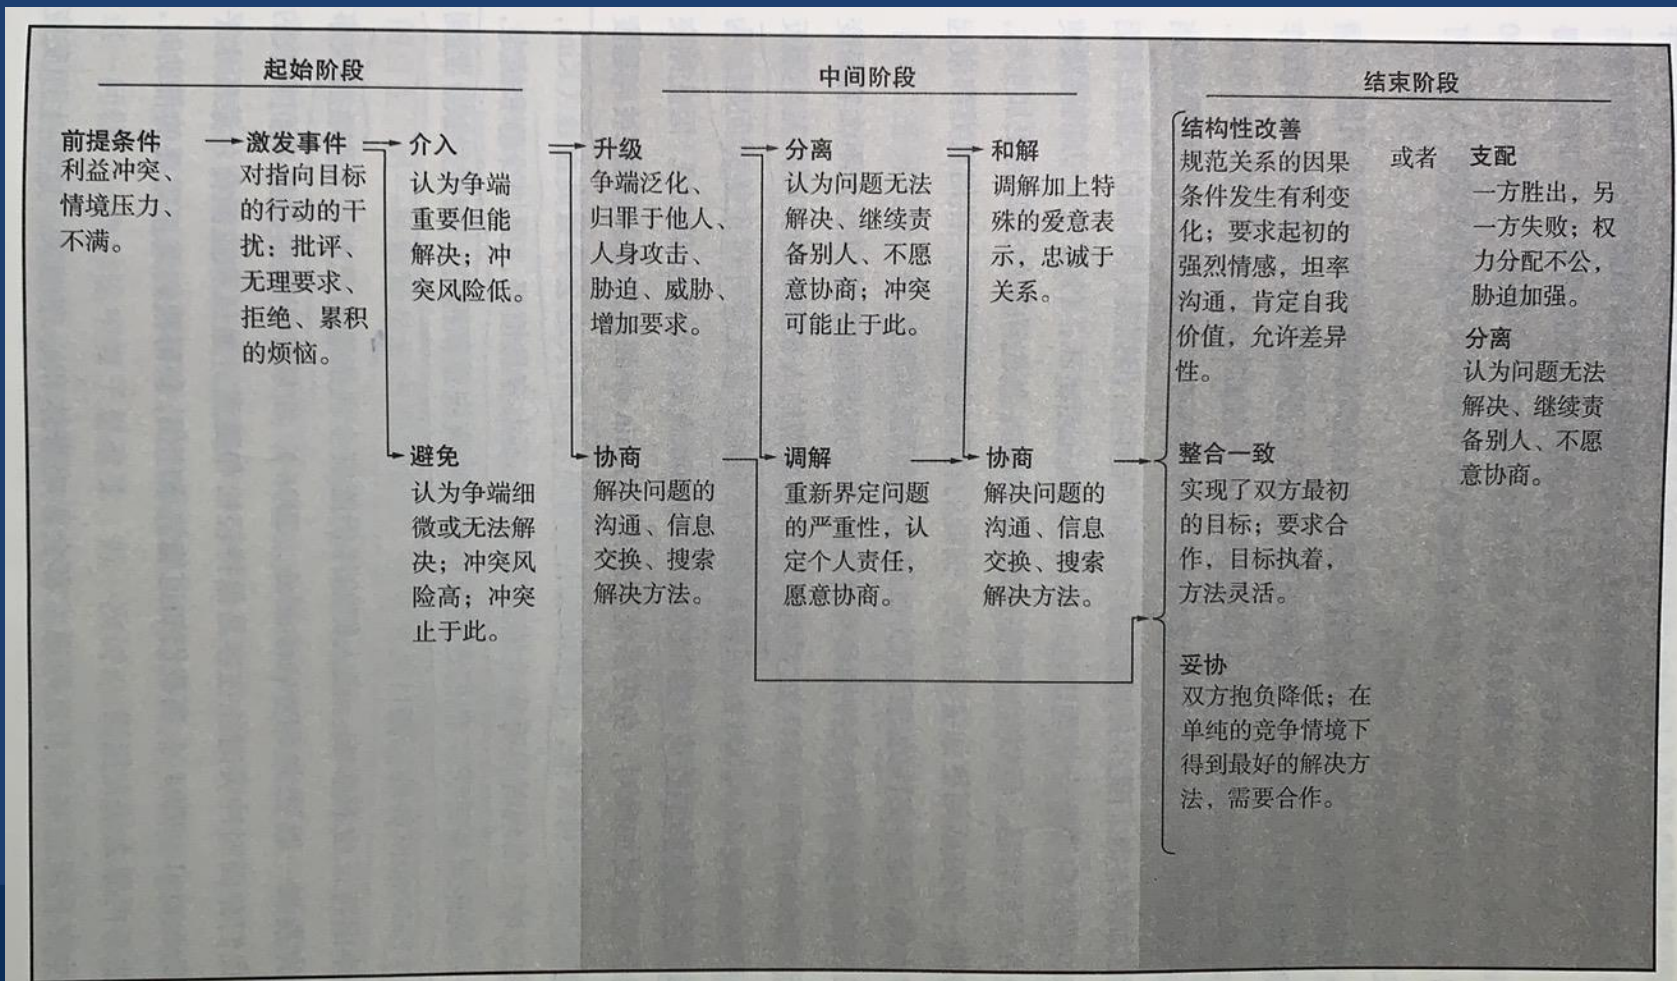 起始阶段
前提条件
利益冲突、
情境压力、
不满。
激发事件
对指向目标
的行动的干
扰：批评、
无理要求、
拒绝、累积
的烦恼。
介入
认为争端
重要但能
解决；冲
突风险低。
避免
认为争端细
微或无法解
决；冲突风
险高；冲突
止于此。
中间阶段
升级
争端泛化、
归罪于他人、
人身攻击、
胁迫、威胁、
增加要求。
协商
解决问题的
沟通、信息
交换、搜索
解决方法。
分离
认为问题无法
解决、继续责
备别人、不愿
意协商；冲突
可能止于此。
调解
重新界定问题
的严重性，认
定个人责任，
愿意协商。
和解
调解加上特
殊的爱意表
示，忠诚于
关系。
协商
解决问题的
沟通、信息
交换、搜索
解决方法。
结束阶段
结构性改善
规范关系的因果
条件发生有利变
化；要求起初的
强烈情感，坦率
沟通，肯定自我
价值，允许差异
性。
整合一致
实现了双方最初
的目标；要求合
作，目标执着，
方法灵活。
妥协
双方抱负降低；在
单纯的竞争情境下
得到最好的解决方
法，需要合作。
或者
支配
一方胜出，另
一方失败；权
力分配不公，
胁迫加强。
分离
认为问题无法
解决、继续责
备别人、不愿
意协商。